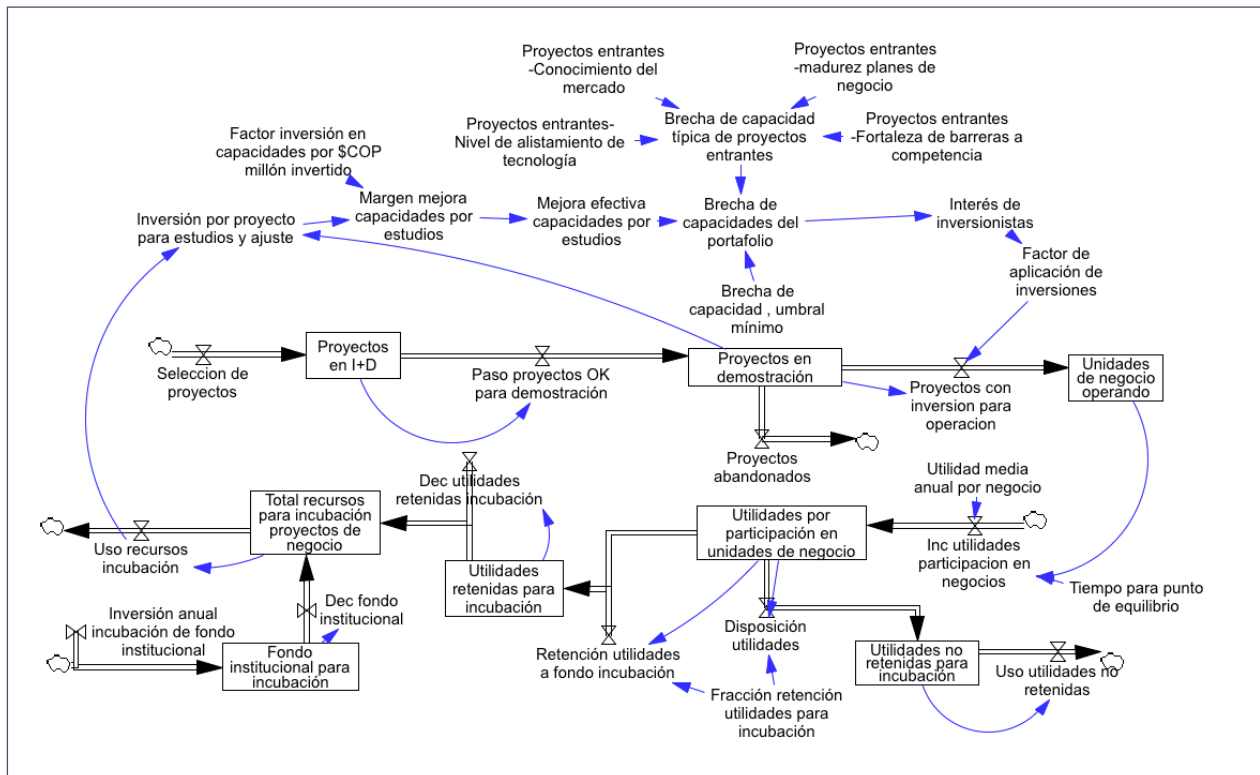 Proyectos entrantes
-Conocimiento del
mercado
Proyectos entrantes
-madurez planes de
negocio
Proyectos entrantes-
Nivel de alistamiento de
tecnología
Brecha de capacidad
típica de proyectos
entrantes
Proyectos entrantes
-Fortaleza de barreras a
competencia
Factor inversión en
capacidades por $COP
millón invertido
Inversión por proyecto
para estudios y ajuste
Margen mejora
capacidades por
estudios
Mejora efectiva
capacidades por
estudios
Brecha de
capacidades del
portafolio
Interés de
inversionistas
Factor de
aplicación de
inversiones
Brecha de
capacidad , umbral
mínimo
Seleccion de
proyectos
Proyectos
en I+D
Paso proyectos OK
para demostración
Proyectos en
demostración
Proyectos con
inversion para
operacion
Unidades
de negocio
operando
Proyectos
abandonados
Dec utilidades
retenidas incubación
Utilidad media
anual por negocio
Total recursos
para incubación
proyectos de
negocio
Uso recursos
incubación
Utilidades por
participación en
unidades de negocio
Inc utilidades
participacion en
negocios
Tiempo para punto
de equilibrio
Utilidades
retenidas para
incubación
Inversión anual
incubación de fondo
institucional
Dec fondo
institucional
Fondo
institucional para
incubación
Retención utilidades
a fondo incubación
Disposición
utilidades
Utilidades no
retenidas para
incubación
Uso utilidades no
retenidas
Fracción retención
utilidades para
incubación